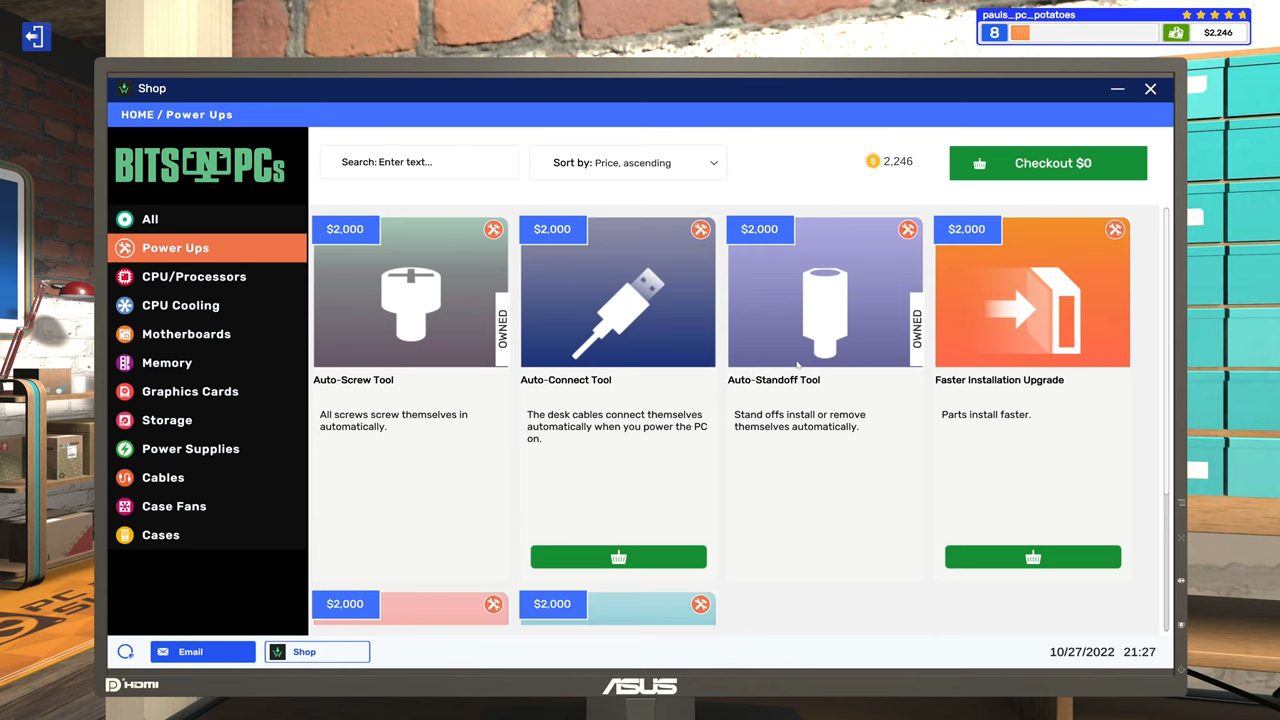 pauls_pc_potatoes
8
$2,246
Shop
HOME / Power Ups
BITS N PCs
Search: Enter text...
Sort by: Price, ascending
2,246
Checkout $0
All
Power Ups
CPU/Processors
CPU Cooling
Motherboards
Memory
Graphics Cards
Storage
Power Supplies
Cables
Case Fans
Cases
$2,000
OWNED
Auto-Screw Tool
All screws screw themselves in
automatically.
$2,000
Auto-Connect Tool
The desk cables connect themselves
automatically when you power the PC
on.
$2,000
OWNED
Auto-Standoff Tool
Stand offs install or remove
themselves automatically.
$2,000
Faster Installation Upgrade
Parts install faster.
$2,000
$2,000
Email
Shop
10/27/2022 21:27
HDMI
ASUS